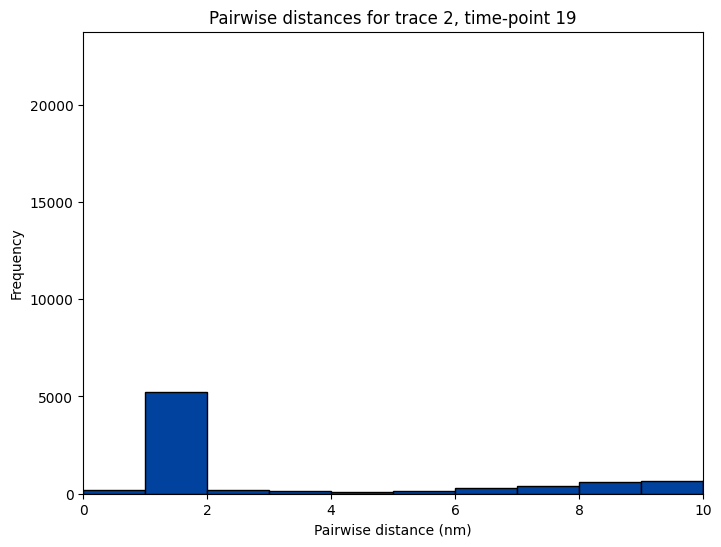 Pairwise distances for trace 2, time-point 19
Frequency
20000
15000
10000
5000
0
0 2 4 6 8 10
Pairwise distance (nm)